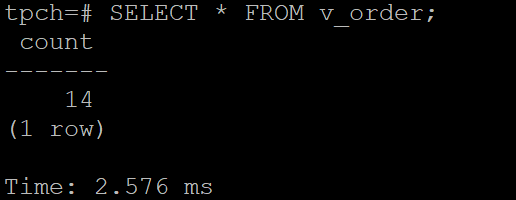 tpch=# SELECT * FROM v_order;
 count
-------
    14
(1 row)

Time: 2.576 ms